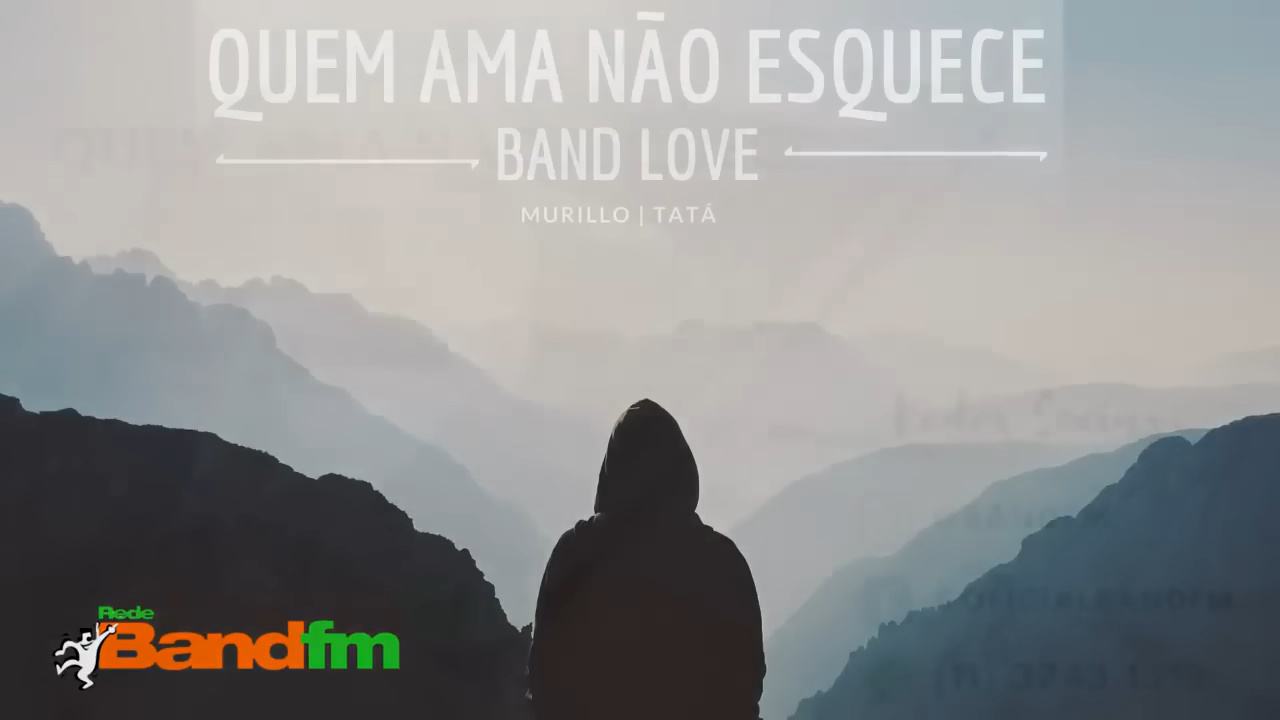 QUEM AMA NÃO ESQUECE
BAND LOVE
MURILLO | TATÁ
Rede
Bandfm